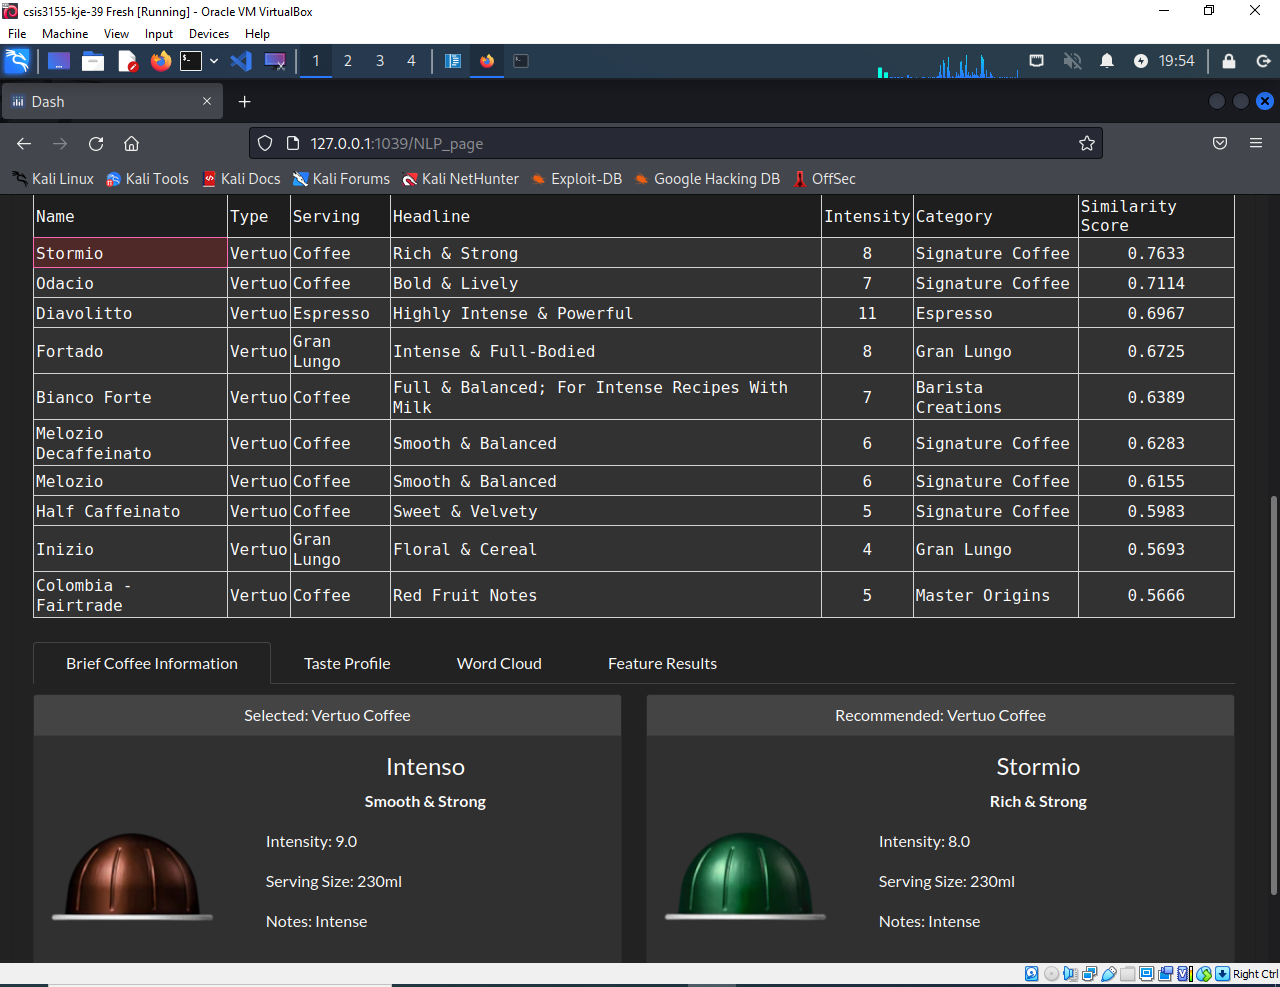 csis3155-kje-39 Fresh [Running] - Oracle VM VirtualBox
File Machine View Input Devices Help
1 2 3 4 19:54
Dash
127.0.0.1:1039/NLP_page
Kali Linux Kali Tools Kali Docs Kali Forums Kali NetHunter Exploit-DB Google Hacking DB OffSec
Name Type Serving Headline Intensity Category Similarity Score
Stormio Vertuo Coffee Rich & Strong 8 Signature Coffee 0.7633
Odacio Vertuo Coffee Bold & Lively 7 Signature Coffee 0.7114
Diavolitto Vertuo Espresso Highly Intense & Powerful 11 Espresso 0.6967
Fortado Vertuo Gran Lungo Intense & Full-Bodied 8 Gran Lungo 0.6725
Bianco Forte Vertuo Coffee Full & Balanced; For Intense Recipes With Milk 7 Barista Creations 0.6389
Melozio Decaffeinato Vertuo Coffee Smooth & Balanced 6 Signature Coffee 0.6283
Melozio Vertuo Coffee Smooth & Balanced 6 Signature Coffee 0.6155
Half Caffeinato Vertuo Coffee Sweet & Velvety 5 Signature Coffee 0.5983
Inizio Vertuo Gran Lungo Floral & Cereal 4 Gran Lungo 0.5693
Colombia - Fairtrade Vertuo Coffee Red Fruit Notes 5 Master Origins 0.5666
Brief Coffee Information Taste Profile Word Cloud Feature Results
Selected: Vertuo Coffee
Intenso
Smooth & Strong
Intensity: 9.0
Serving Size: 230ml
Notes: Intense
Recommended: Vertuo Coffee
Stormio
Rich & Strong
Intensity: 8.0
Serving Size: 230ml
Notes: Intense
Right Ctrl